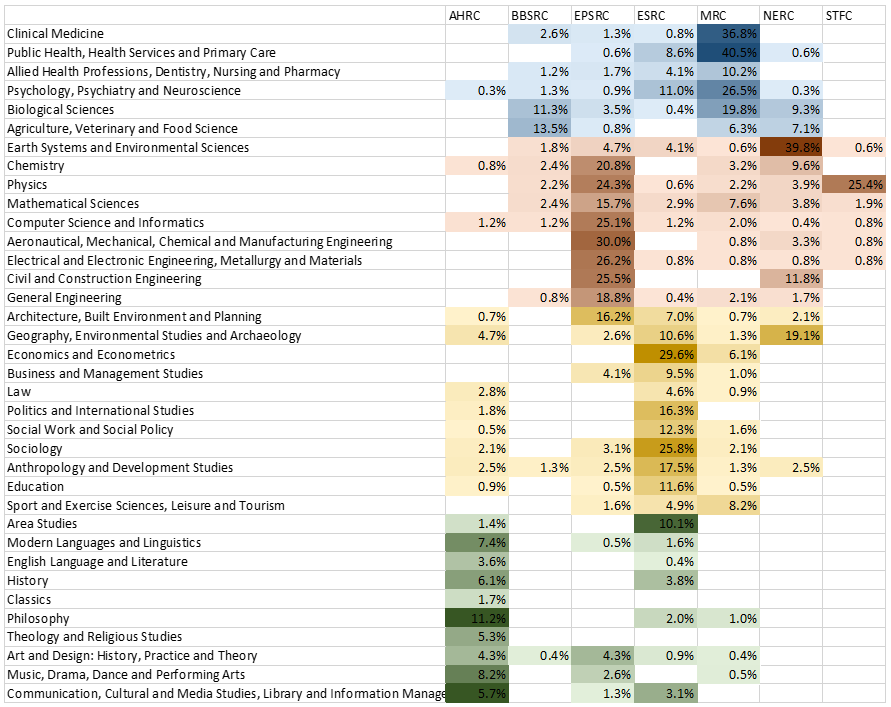 AHRC BBSRC EPSRC ESRC MRC NERC STFC
Clinical Medicine 2.6% 1.3% 0.8% 36.8%
Public Health, Health Services and Primary Care 0.6% 8.6% 40.5% 0.6%
Allied Health Professions, Dentistry, Nursing and Pharmacy 1.2% 1.7% 4.1% 10.2%
Psychology, Psychiatry and Neuroscience 0.3% 1.3% 0.9% 11.0% 26.5% 0.3%
Biological Sciences 11.3% 3.5% 0.4% 19.8% 9.3%
Agriculture, Veterinary and Food Science 13.5% 0.8% 6.3% 7.1%
Earth Systems and Environmental Sciences 1.8% 4.7% 4.1% 0.6% 39.8% 0.6%
Chemistry 0.8% 2.4% 20.8% 3.2% 9.6%
Physics 2.2% 24.3% 0.6% 2.2% 3.9% 25.4%
Mathematical Sciences 2.4% 15.7% 2.9% 7.6% 3.8% 1.9%
Computer Science and Informatics 1.2% 1.2% 25.1% 1.2% 2.0% 0.4% 0.8%
Aeronautical, Mechanical, Chemical and Manufacturing Engineering 30.0% 0.8% 3.3% 0.8%
Electrical and Electronic Engineering, Metallurgy and Materials 26.2% 0.8% 0.8% 0.8% 0.8%
Civil and Construction Engineering 25.5% 11.8%
General Engineering 0.8% 18.8% 0.4% 2.1% 1.7%
Architecture, Built Environment and Planning 0.7% 16.2% 7.0% 0.7% 2.1%
Geography, Environmental Studies and Archaeology 4.7% 2.6% 10.6% 1.3% 19.1%
Economics and Econometrics 29.6% 6.1%
Business and Management Studies 4.1% 9.5% 1.0%
Law 2.8% 4.6% 0.9%
Politics and International Studies 1.8% 16.3%
Social Work and Social Policy 0.5% 12.3% 1.6%
Sociology 2.1% 3.1% 25.8% 2.1%
Anthropology and Development Studies 2.5% 1.3% 2.5% 17.5% 1.3% 2.5%
Education 0.9% 0.5% 11.6% 0.5%
Sport and Exercise Sciences, Leisure and Tourism 1.6% 4.9% 8.2%
Area Studies 1.4% 10.1%
Modern Languages and Linguistics 7.4% 0.5% 1.6%
English Language and Literature 3.6% 0.4%
History 6.1% 3.8%
Classics 1.7%
Philosophy 11.2% 2.0% 1.0%
Theology and Religious Studies 5.3%
Art and Design: History, Practice and Theory 4.3% 0.4% 4.3% 0.9% 0.4%
Music, Drama, Dance and Performing Arts 8.2% 2.6% 0.5%
Communication, Cultural and Media Studies, Library and Information Manage 5.7% 1.3% 3.1%